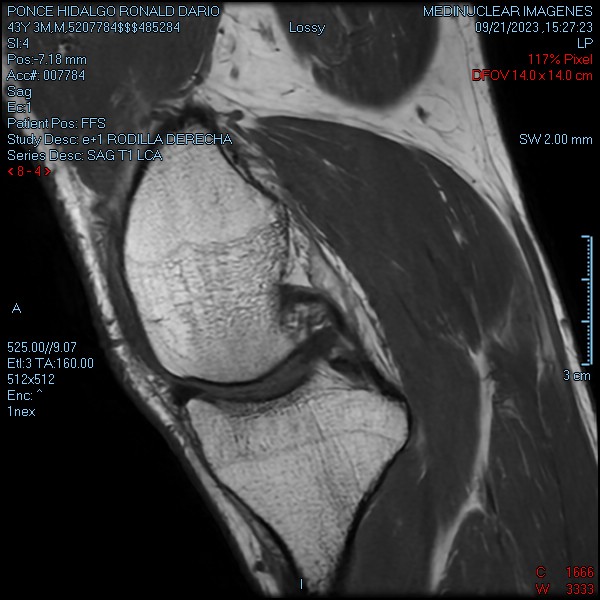 PONCE HIDALGO RONALD DARIO
43Y 3M,M,5207784$$$485284
Sl:4
Pos:-7.18 mm
Acc#: 007784
Sag
Ec:1
Patient Pos: FFS
Study Desc: e+1 RODILLA DERECHA
Series Desc: SAG T1 LCA
< 8 - 4 >
Lossy
MEDINUCLEAR IMAGENES
09/21/2023 ,15:27:23
LP
117% Pixel
DFOV 14.0 x 14.0 cm
SW 2.00 mm
A
525.00//9.07
Etl:3 TA:160.00
512x512
Enc: ^
1nex
3 cm
I
C 1666
W 3333